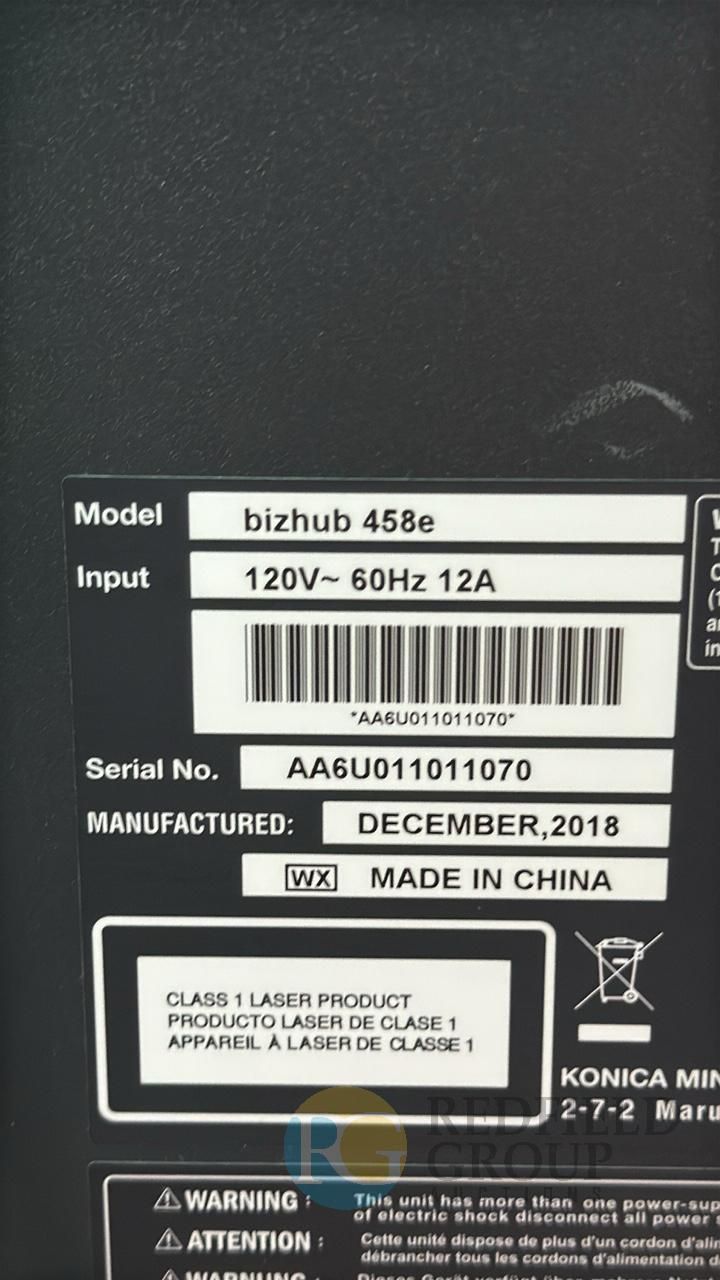 Model bizhub 458e
Input 120V~ 60Hz 12A
*AA6U011011070*
Serial No. AA6U011011070
MANUFACTURED: DECEMBER,2018
WX MADE IN CHINA
CLASS 1 LASER PRODUCT
PRODUCTO LASER DE CLASE 1
APPAREIL À LASER DE CLASSE 1
KONICA MIN
2-7-2 Maru
RG REDFIELD
GROUP
WARNING : This unit has more than one power-sup
of electric shock disconnect all power
ATTENTION : Cette unité dispose de plus d'un cordon d'alim
débrancher tous les cordons d'alimentation d
WARNUNG